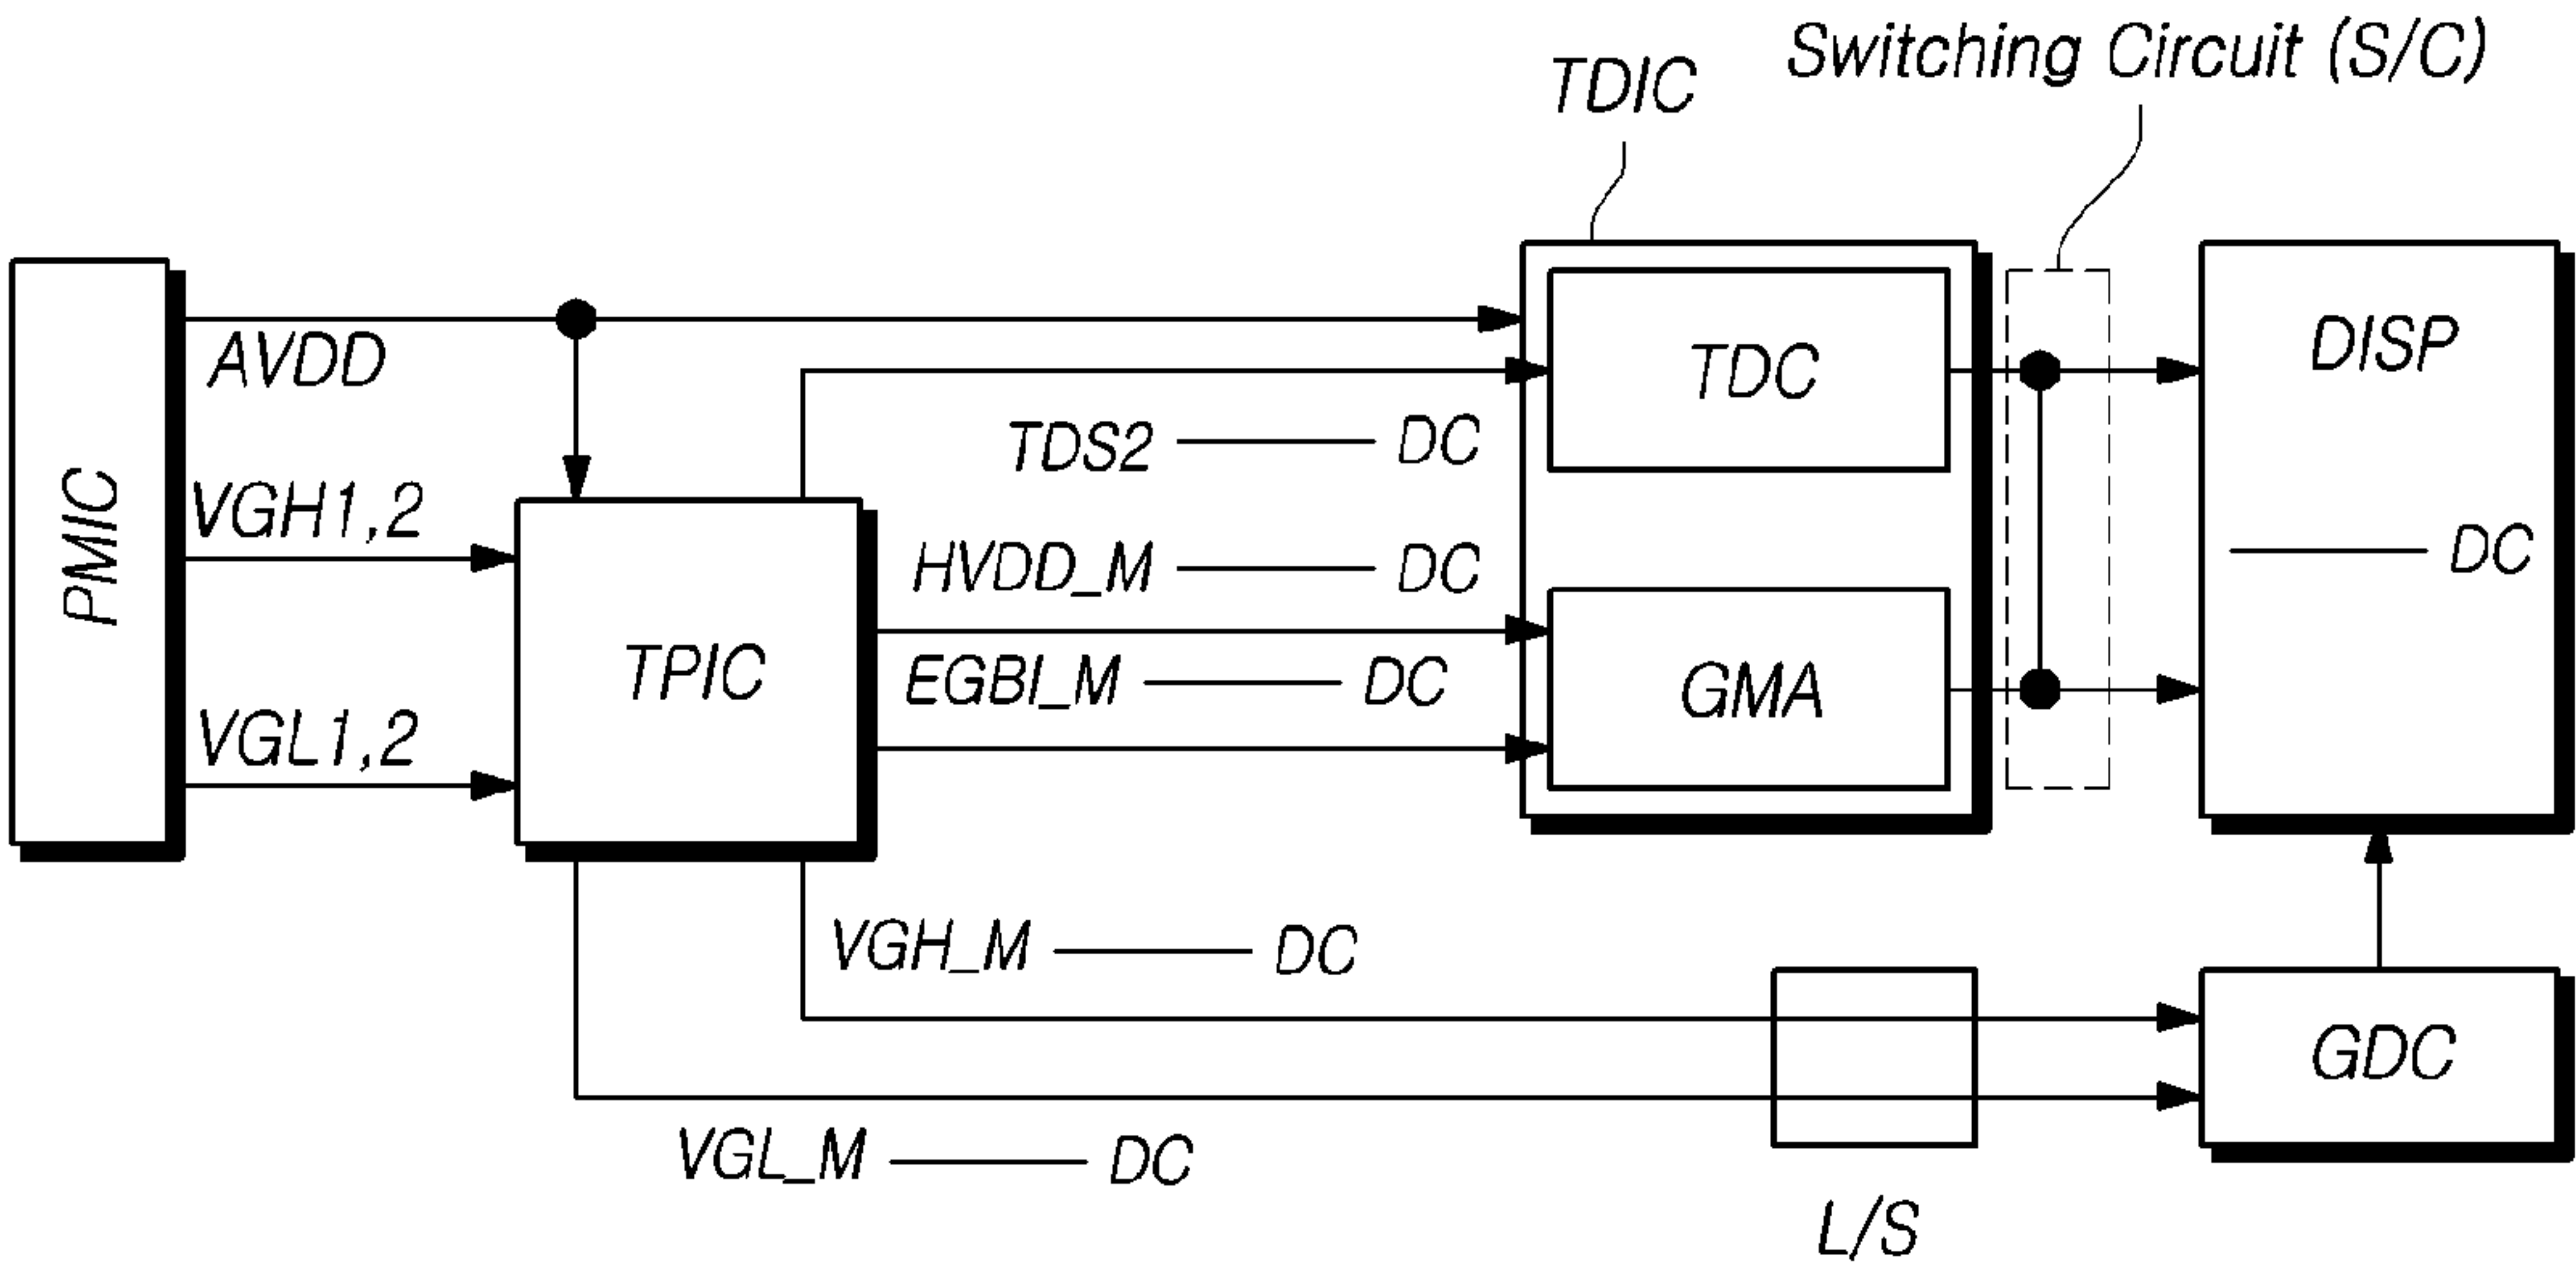 Switching Circuit (S/C)
TDIC
AVDD
TDC
DISP
TDS2 DC
PMIC
VGH1,2
HVDD_M DC
DC
TPIC
EGBI_M DC
GMA
VGL1,2
VGH_M DC
GDC
VGL_M DC
L/S